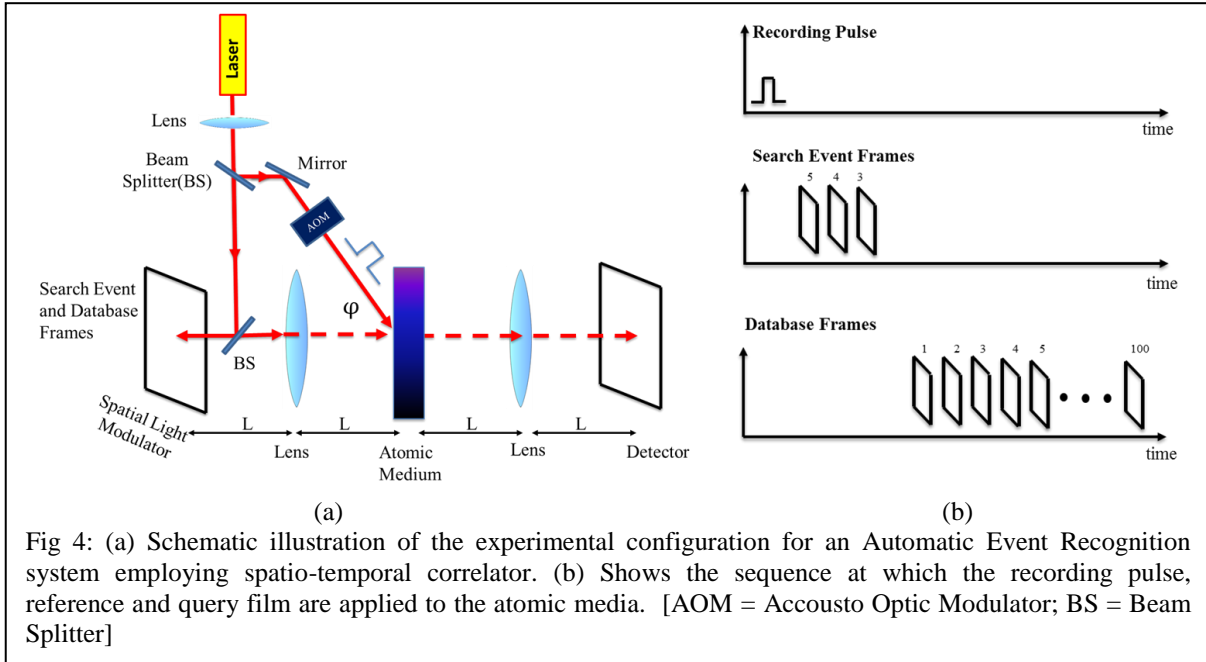 Laser
Lens
Beam
Splitter(BS)
Mirror
AOM
Search Event
and Database
Frames
φ
BS
Spatial Light
Modulator
L
L
L
L
Lens
Atomic
Medium
Lens
Detector
(a)
Recording Pulse
time
Search Event Frames
5 4 3
time
Database Frames
1 2 3 4 5 100
time
(b)
Fig 4: (a) Schematic illustration of the experimental configuration for an Automatic Event Recognition
system employing spatio-temporal correlator. (b) Shows the sequence at which the recording pulse,
reference and query film are applied to the atomic media. [AOM = Accousto Optic Modulator; BS = Beam
Splitter]